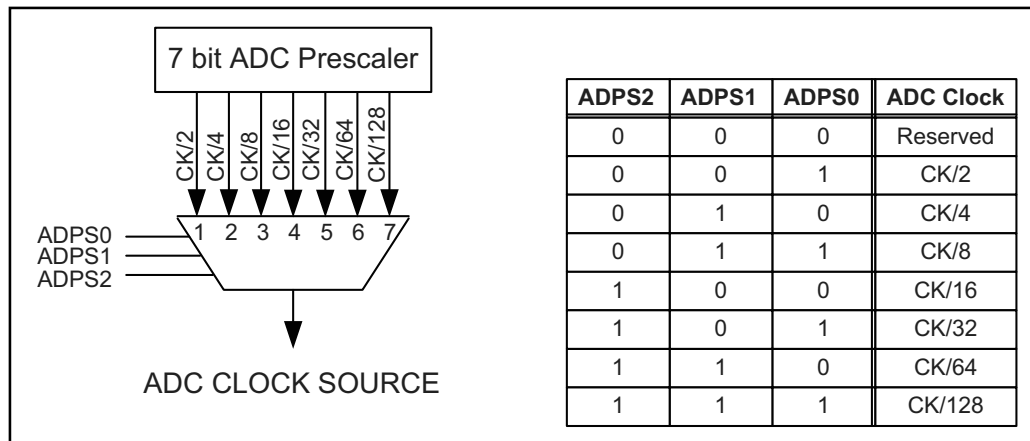 7 bit ADC Prescaler
CK/2
CK/4
CK/8
CK/16
CK/32
CK/64
CK/128
1 2 3 4 5 6 7
ADPS0
ADPS1
ADPS2
ADC CLOCK SOURCE
ADPS2 ADPS1 ADPS0 ADC Clock
0 0 0 Reserved
0 0 1 CK/2
0 1 0 CK/4
0 1 1 CK/8
1 0 0 CK/16
1 0 1 CK/32
1 1 0 CK/64
1 1 1 CK/128